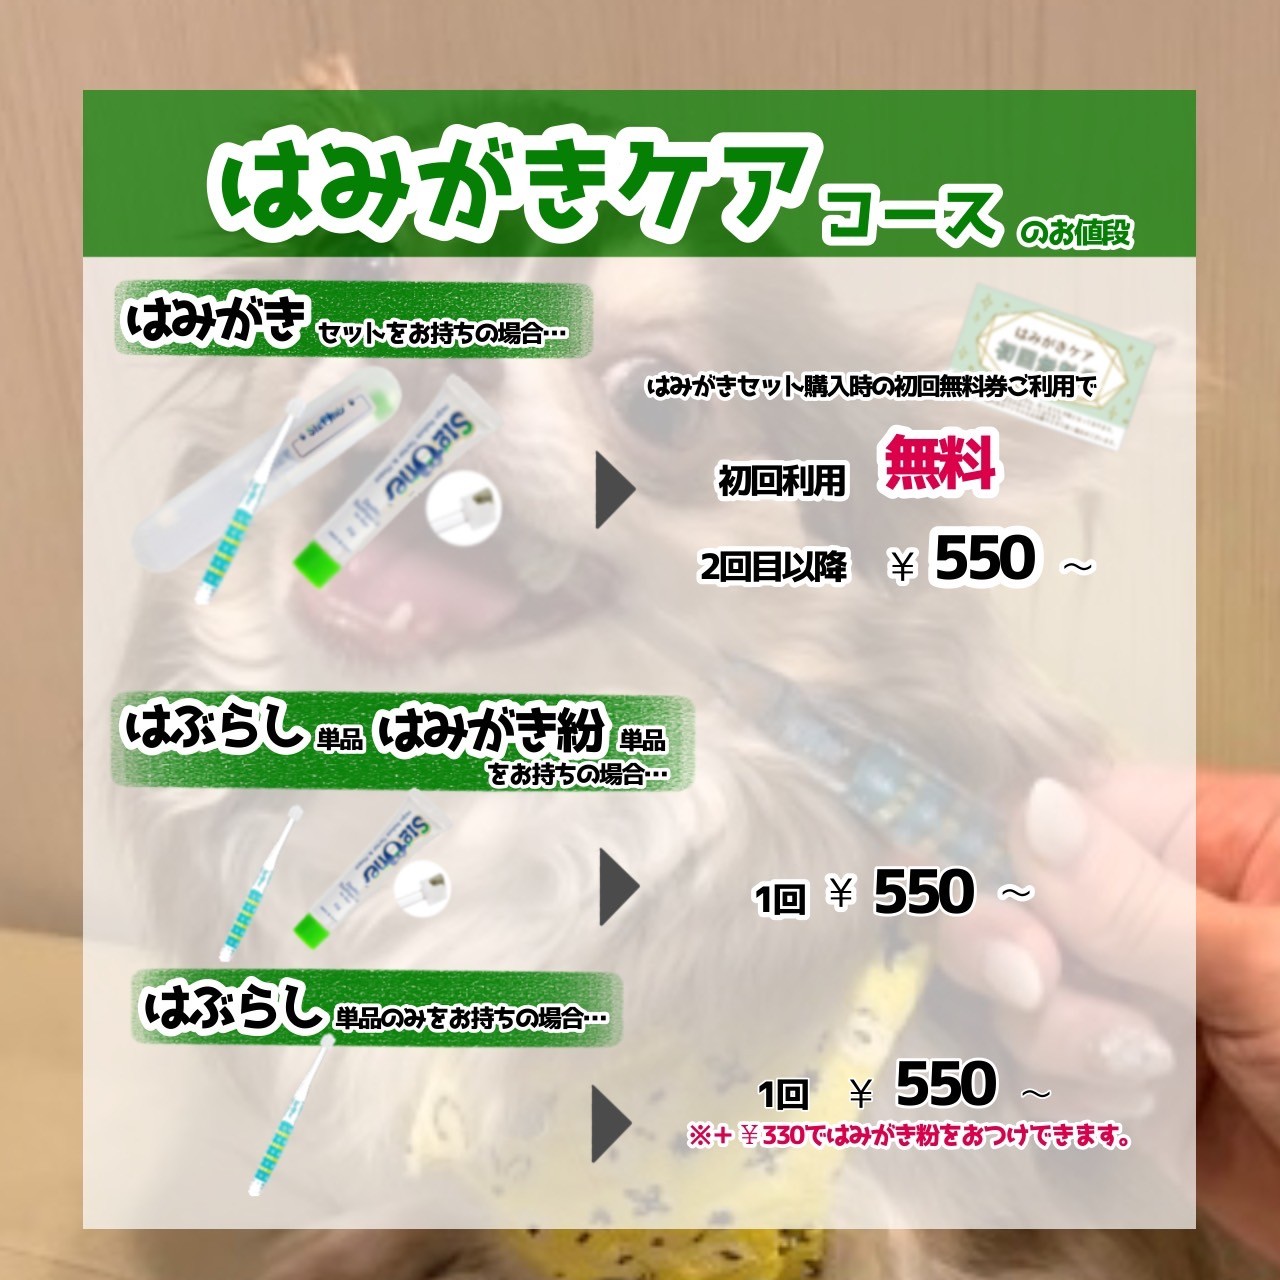 はみがきケア コース のお値段
はみがき セットをお持ちの場合…
はみがきケア
はみがきセット購入時の初回無料券ご利用で
初回利用 無料
2回目以降 ¥ 550 ~
はぶらし 単品 はみがき紛 単品
をお持ちの場合…
1回 ¥ 550 ~
はぶらし 単品のみをお持ちの場合…
1回 ¥ 550 ~
※+¥330ではみがき粉をおつけできます。